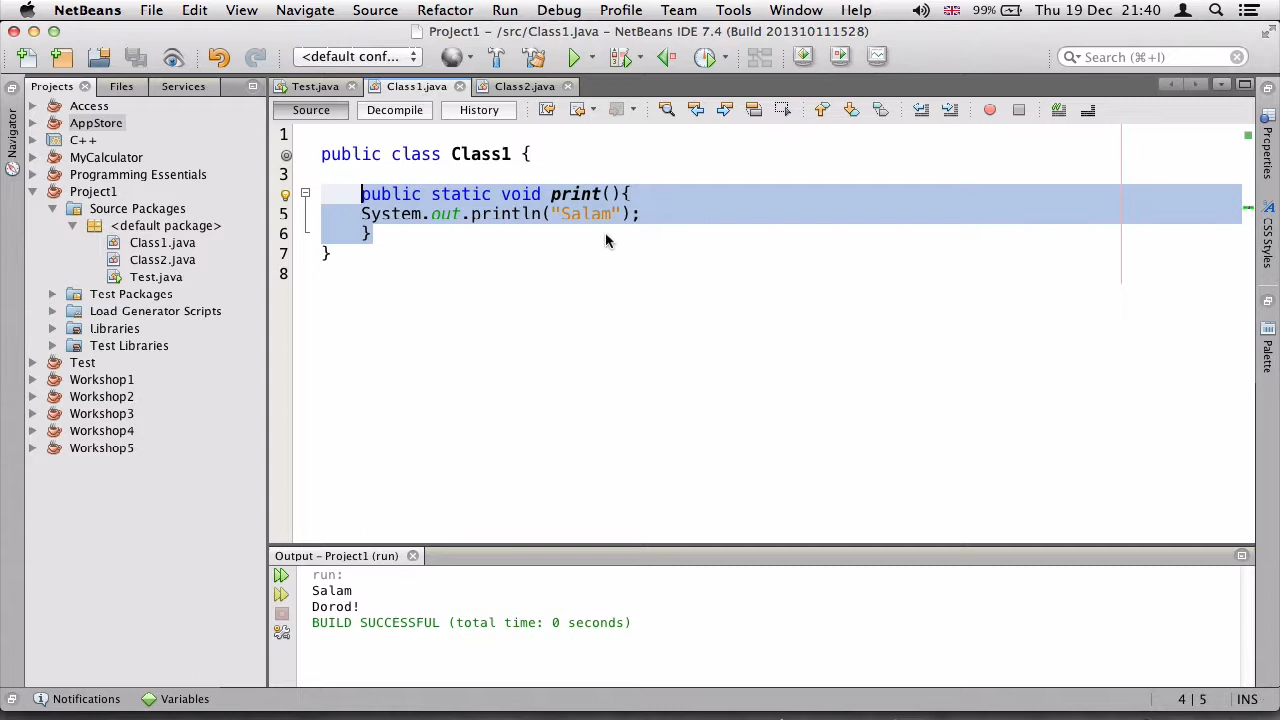 NetBeans File Edit View Navigate Source Refactor Run Debug Profile Team Tools Window Help 99% Thu 19 Dec 21:40
Project1 - /src/Class1.Java - NetBeans IDE 7.4 (Build 201310111528)
<default conf... Search (⌘+I)
Projects Files Services
Test.java Class1.java Class2.java
Source Decompile History
Navigator
Access
AppStore
C++
MyCalculator
Programming Essentials
Project1
Source Packages
<default package>
Class1.java
Class2.java
Test.java
Test Packages
Load Generator Scripts
Libraries
Test Libraries
Test
Workshop1
Workshop2
Workshop3
Workshop4
Workshop5
1
public class Class1 {
3
public static void print(){
5 System.out.println("Salam");
6 }
7 }
8
Properties
CSS Styles
Palette
Output - Project1 (run)
run:
Salam
Dorod!
BUILD SUCCESSFUL (total time: 0 seconds)
Notifications Variables 4 | 5 INS